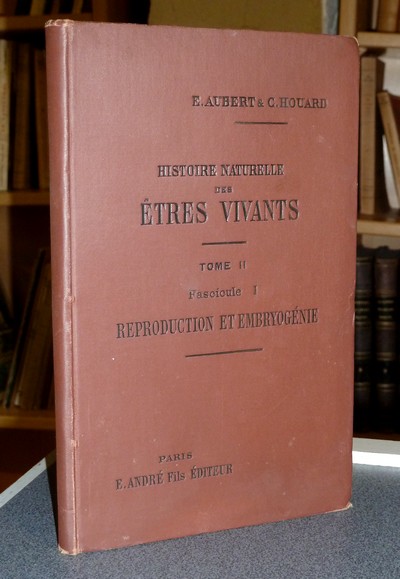 E. AUBERT & C. HOUARD
HISTOIRE NATURELLE
DES
ÊTRES VIVANTS
TOME II
Fascicule I
REPRODUCTION ET EMBRYOGÉNIE
PARIS
E. ANDRÉ Fils ÉDITEUR